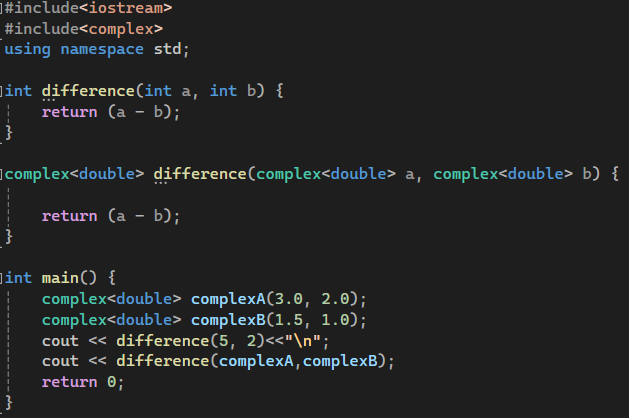 #include<iostream>
#include<complex>
using namespace std;
int difference(int a, int b) {
return (a - b);
}
complex<double> difference(complex<double> a, complex<double> b) {
return (a - b);
}
int main() {
complex<double> complexA(3.0, 2.0);
complex<double> complexB(1.5, 1.0);
cout << difference(5, 2)<<"\n";
cout << difference(complexA,complexB);
return 0;
}